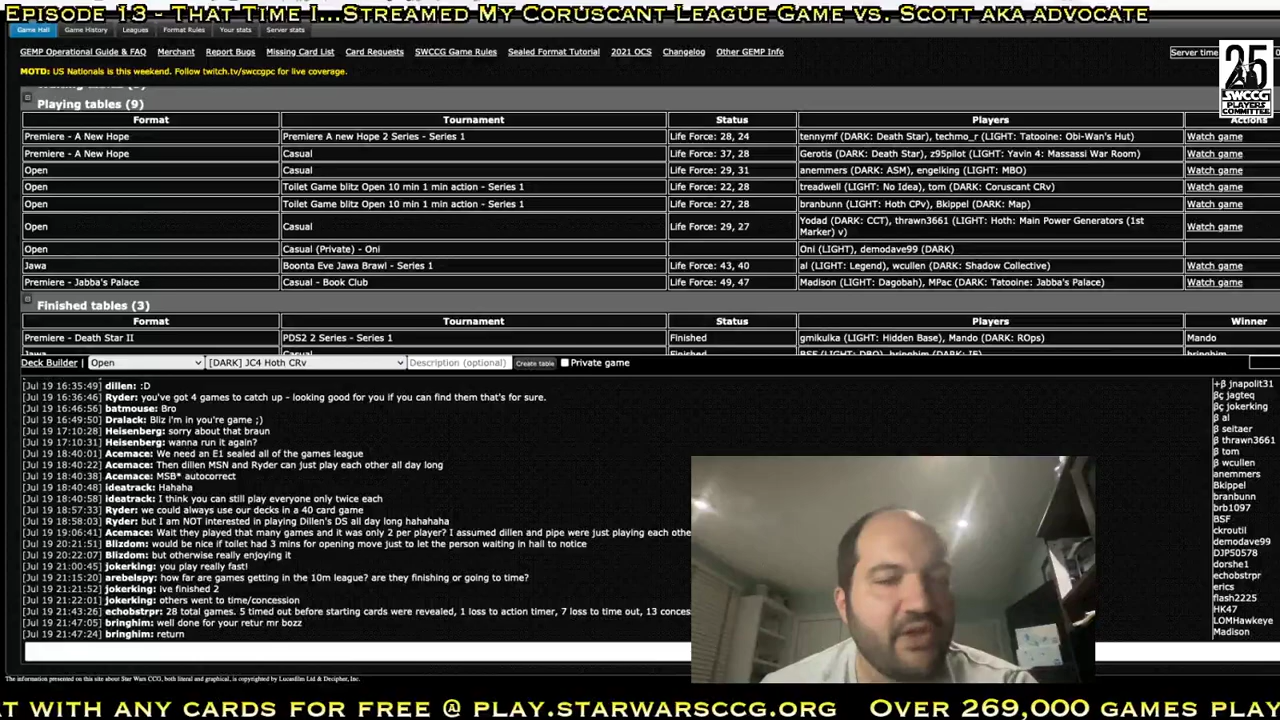 EPISODE 13 - THAT TIME I...STREAMED MY CORUSCANT LEAGUE GAME VS. SCOTT AKA ADVOCATE
Game Hall Game History Leagues Format Rules Your stats Server stats
GEMP Operational Guide & FAQ Merchant Report Bugs Missing Card List Card Requests SWCCG Game Rules Sealed Format Tutorial 2021 OCS Changelog Other GEMP Info Server time
MOTD: US Nationals is this weekend. Follow twitch.tv/swccgpc for live coverage.
25
SWCCG
PLAYERS
COMMITTEE
Playing tables (9)
Format Tournament Status Players Actions
Premiere - A New Hope Premiere A new Hope 2 Series - Series 1 Life Force: 28, 24 tennymf (DARK: Death Star), techmo_r (LIGHT: Tatooine: Obi-Wan's Hut) Watch game
Premiere - A New Hope Casual Life Force: 37, 28 Gerotis (DARK: Death Star), z95pilot (LIGHT: Yavin 4: Massassi War Room) Watch game
Open Casual Life Force: 29, 31 anemmers (DARK: ASM), engelking (LIGHT: MBO) Watch game
Open Toilet Game blitz Open 10 min 1 min action - Series 1 Life Force: 22, 28 treadwell (LIGHT: No Idea), tom (DARK: Coruscant CRv) Watch game
Open Toilet Game blitz Open 10 min 1 min action - Series 1 Life Force: 27, 28 branbunn (LIGHT: Hoth CPv), Bkippel (DARK: Map) Watch game
Open Casual Life Force: 29, 27 Yodad (DARK: CCT), thrawn3661 (LIGHT: Hoth: Main Power Generators (1st Marker) v) Watch game
Open Casual (Private) - Oni Oni (LIGHT), demodave99 (DARK)
Jawa Boonta Eve Jawa Brawl - Series 1 Life Force: 43, 40 al (LIGHT: Legend), wcullen (DARK: Shadow Collective) Watch game
Premiere - Jabba's Palace Casual - Book Club Life Force: 49, 47 Madison (LIGHT: Dagobah), MPac (DARK: Tatooine: Jabba's Palace) Watch game
Finished tables (3)
Format Tournament Status Players Winner
Premiere - Death Star II PDS2 2 Series - Series 1 Finished gmikulka (LIGHT: Hidden Base), Mando (DARK: ROps) Mando
Deck Builder | Open [DARK] JC4 Hoth CRv Description (optional) Create table Private game
[Jul 19 16:35:49] dillen: :D
[Jul 19 16:36:46] Ryder: you've got 4 games to catch up - looking good for you if you can find them that's for sure.
[Jul 19 16:46:56] batmouse: Bro
[Jul 19 16:49:50] Dralack: Bliz i'm in you're game ;)
[Jul 19 17:10:28] Heisenberg: sorry about that braun
[Jul 19 17:10:31] Heisenberg: wanna run it again?
[Jul 19 18:40:01] Acemace: We need an E1 sealed all of the games league
[Jul 19 18:40:22] Acemace: Then dillen MSN and Ryder can just play each other all day long
[Jul 19 18:40:38] Acemace: MSB* autocorrect
[Jul 19 18:40:48] ideatrack: Hahaha
[Jul 19 18:40:58] ideatrack: I think you can still play everyone only twice each
[Jul 19 18:57:33] Ryder: we could always use our decks in a 40 card game
[Jul 19 18:58:03] Ryder: but I am NOT interested in playing Dillen's DS all day long hahahaha
[Jul 19 19:06:41] Acemace: Wait they played that many games and it was only 2 per player? I assumed dillen and pipe were just playing each othe
[Jul 19 20:21:51] Blizdom: would be nice if toilet had 3 mins for opening move just to let the person waiting in hall to notice
[Jul 19 20:22:07] Blizdom: but otherwise really enjoying it
[Jul 19 21:00:45] jokerking: you play really fast!
[Jul 19 21:15:20] arebelspy: how far are games getting in the 10m league? are they finishing or going to time?
[Jul 19 21:21:52] jokerking: ive finished 2
[Jul 19 21:22:01] jokerking: others went to time/concession
[Jul 19 21:43:26] echobstrpr: 28 total games. 5 timed out before starting cards were revealed, 1 loss to action timer, 7 loss to time out, 13 conces
[Jul 19 21:47:05] bringhim: well done for your retur mr bozz
[Jul 19 21:47:24] bringhim: return
+β jnapolit31
βç jagteq
βç jokerking
β al
β seitaer
β thrawn3661
β tom
β wcullen
anemmers
Bkippel
branbunn
brb1097
BSF
ckroutil
demodave99
DJP50578
dorshe1
echobstrpr
erics
flash2225
HK47
LOMHawkeye
Madison
The information presented on this site about Star Wars CCG, both literal and graphical, is copyrighted by Lucasfilm Ltd & Decipher, Inc.
AT WITH ANY CARDS FOR FREE @ PLAY.STARWARSCCG.ORG OVER 269,000 GAMES PLAY